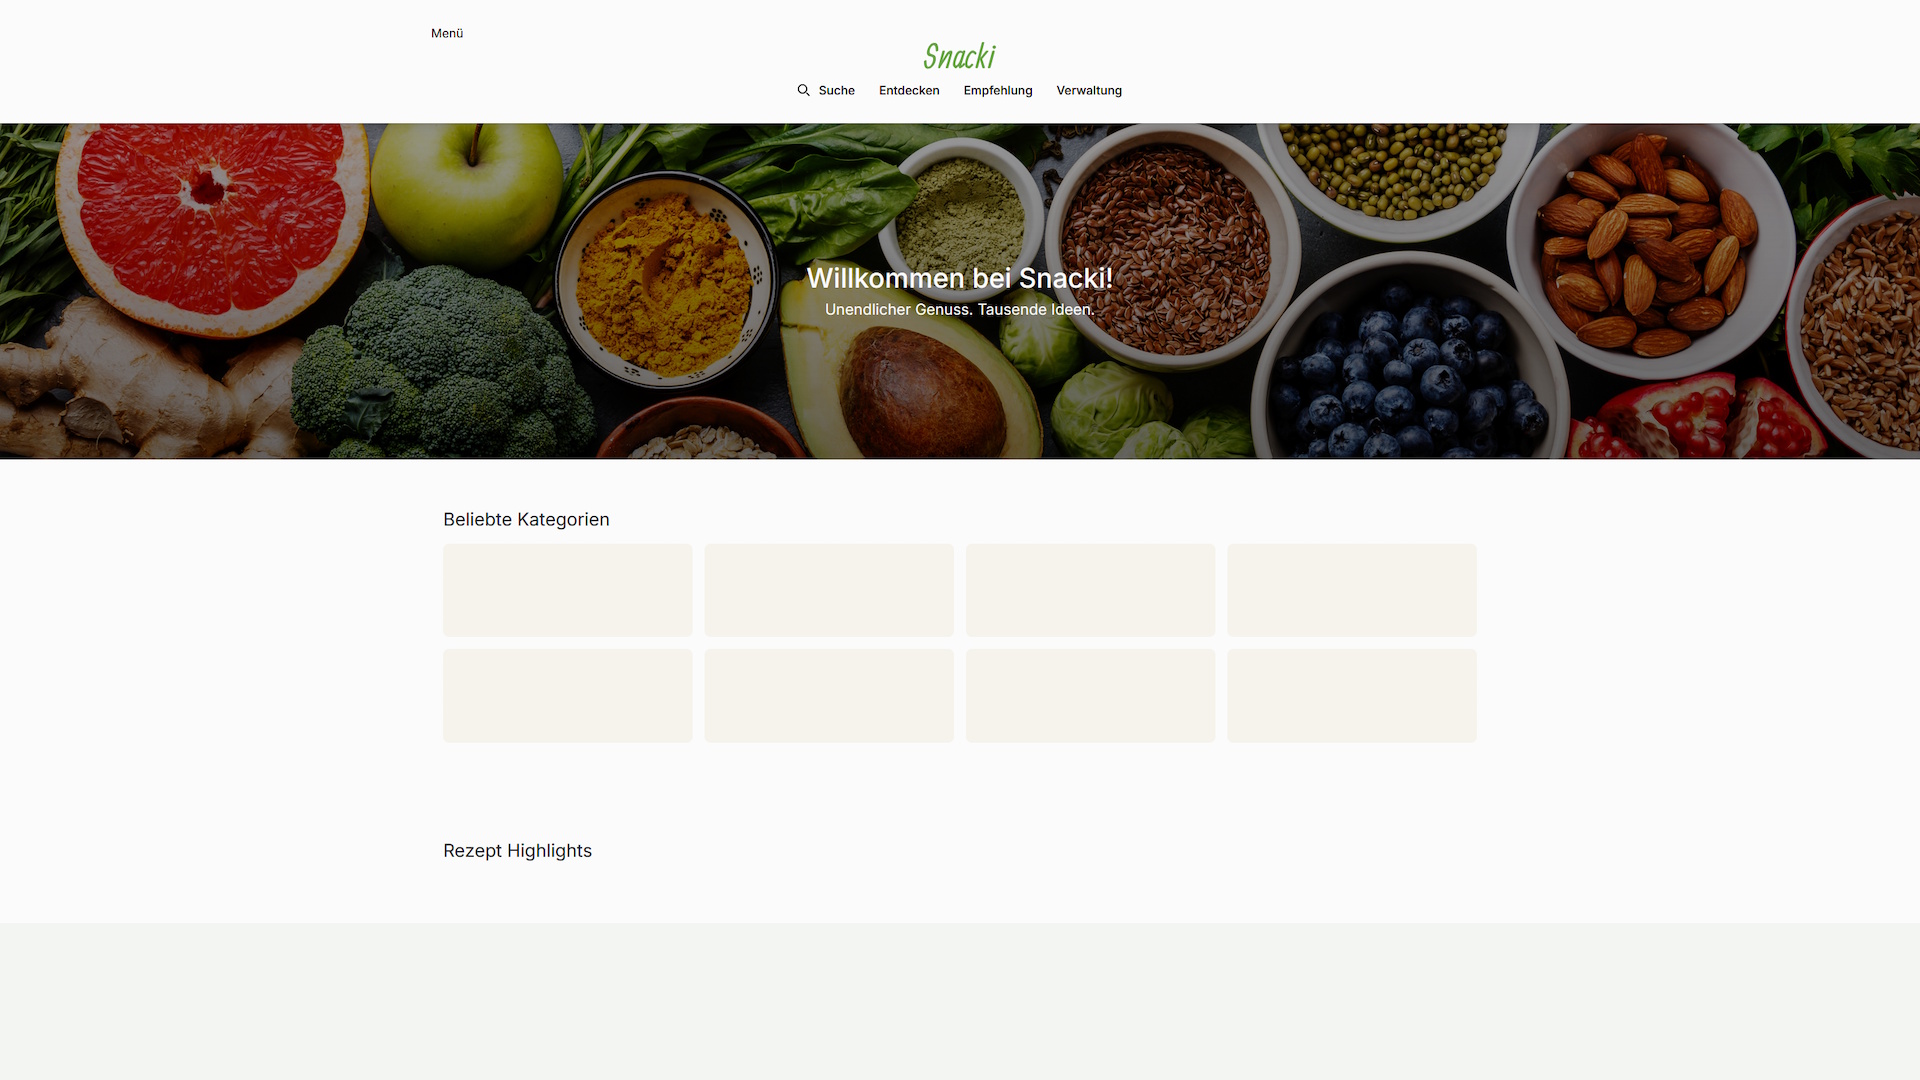 Menü
Snacki
Suche Entdecken Empfehlung Verwaltung
Willkommen bei Snacki!
Unendlicher Genuss. Tausende Ideen.
Beliebte Kategorien
Rezept Highlights